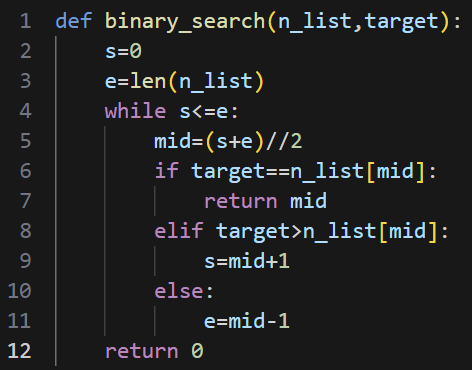 1 def binary_search(n_list,target):
2     s=0
3     e=len(n_list)
4     while s<=e:
5         mid=(s+e)//2
6         if target==n_list[mid]:
7             return mid
8         elif target>n_list[mid]:
9             s=mid+1
10         else:
11             e=mid-1
12     return 0